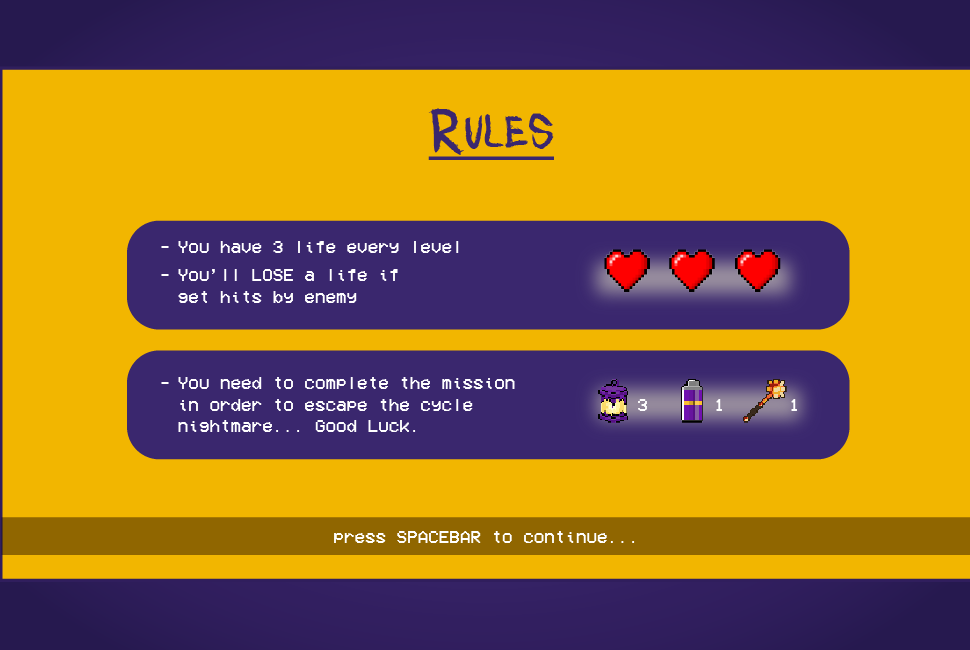 RULES
- You have 3 life every level
- You'll LOSE a life if
get hits by enemy
- You need to complete the mission
in order to escape the cycle
nightmare... Good Luck.
3 1 1
press SPACEBAR to continue...